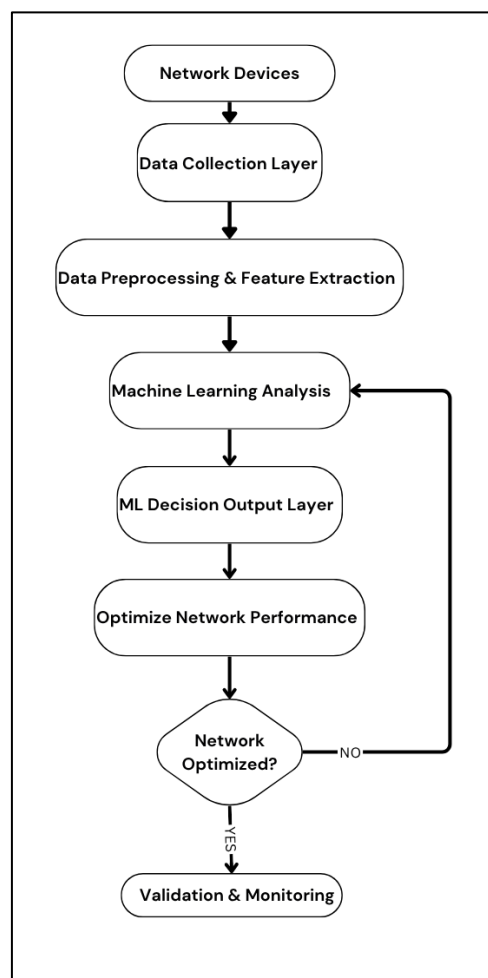 Network Devices
Data Collection Layer
Data Preprocessing & Feature Extraction
Machine Learning Analysis
ML Decision Output Layer
Optimize Network Performance
Network
Optimized?
NO
YES
Validation & Monitoring